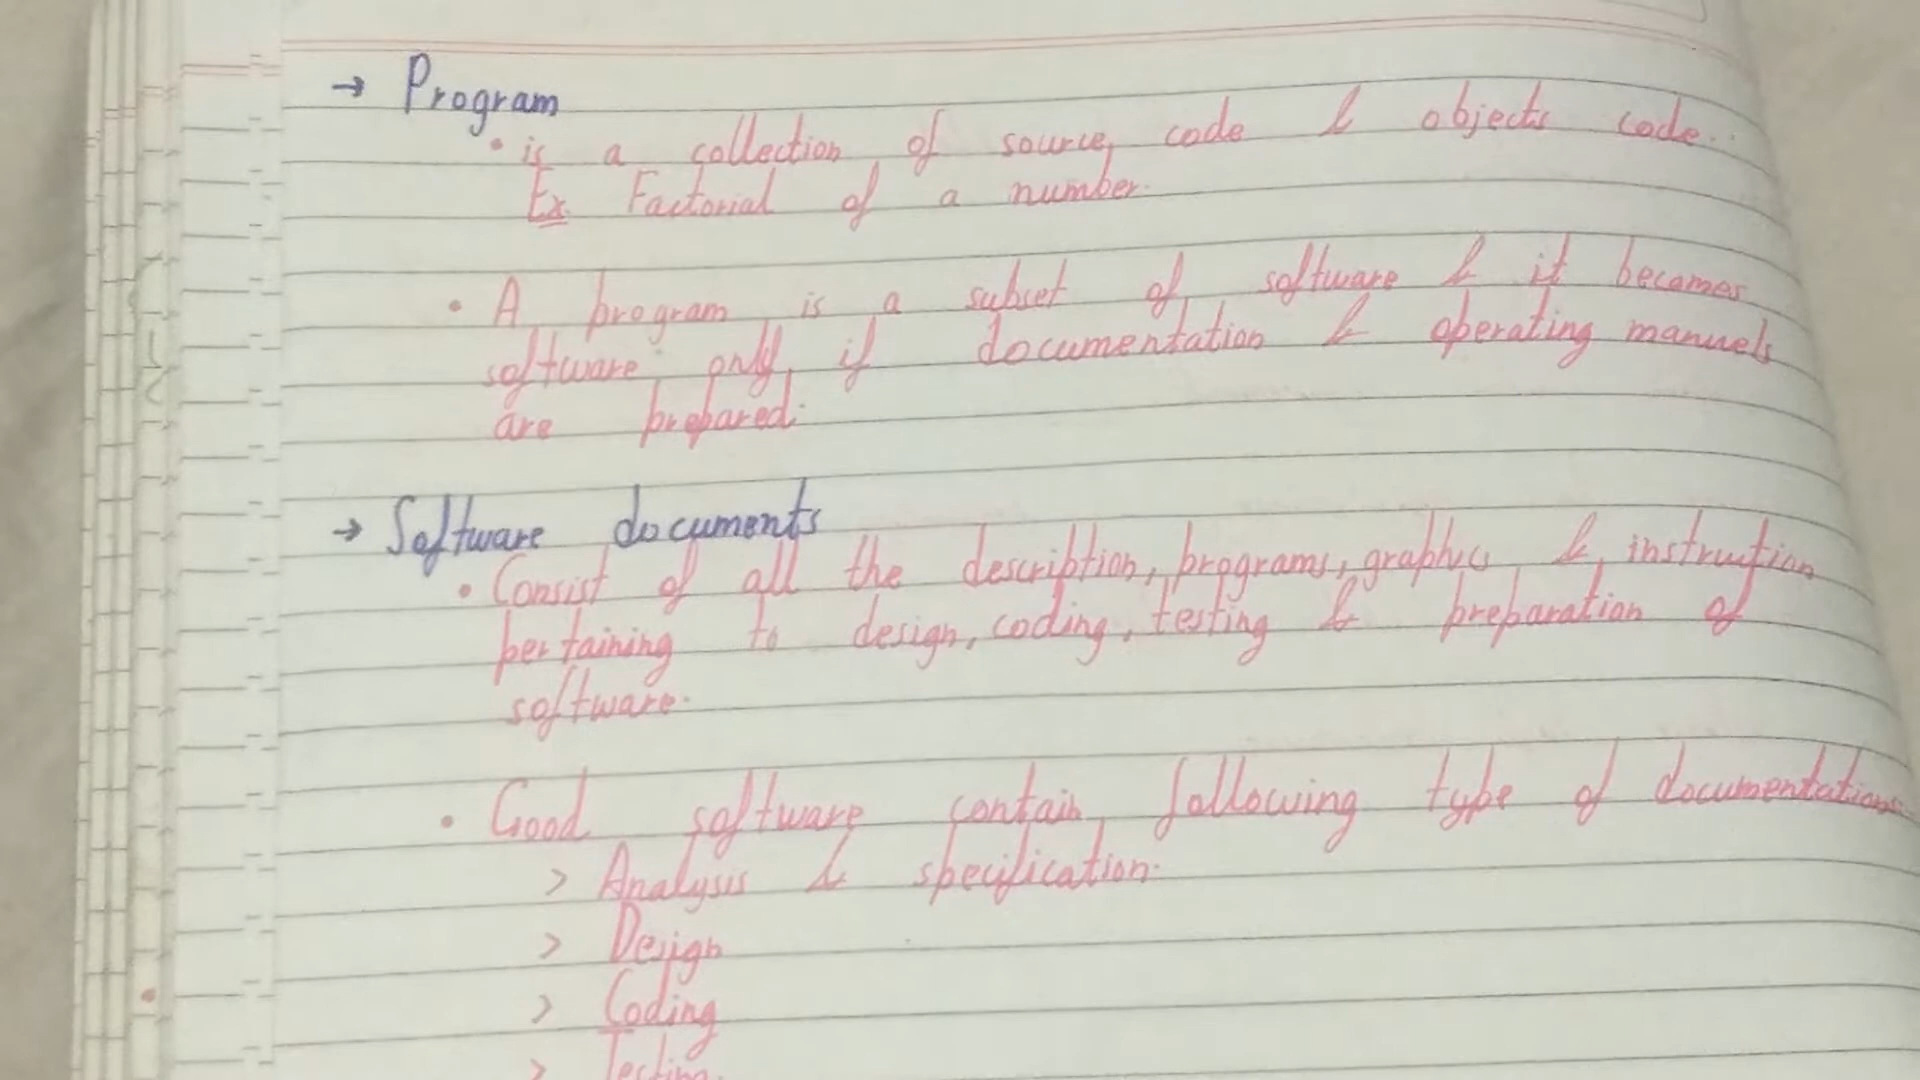 → Program
• is a collection of source code & objects code.
Ex Factorial of a number.
• A program is a subset of software & it becomes
software only if documentation & operating manuels
are prepared.
→ Software documents
• Consist of all the description, programs, graphics & instruction
pertaining to design, coding, testing & preparation of
software.
• Good software contain following type of documentations
> Analysis & specification.
> Design
> Coding
> Testing